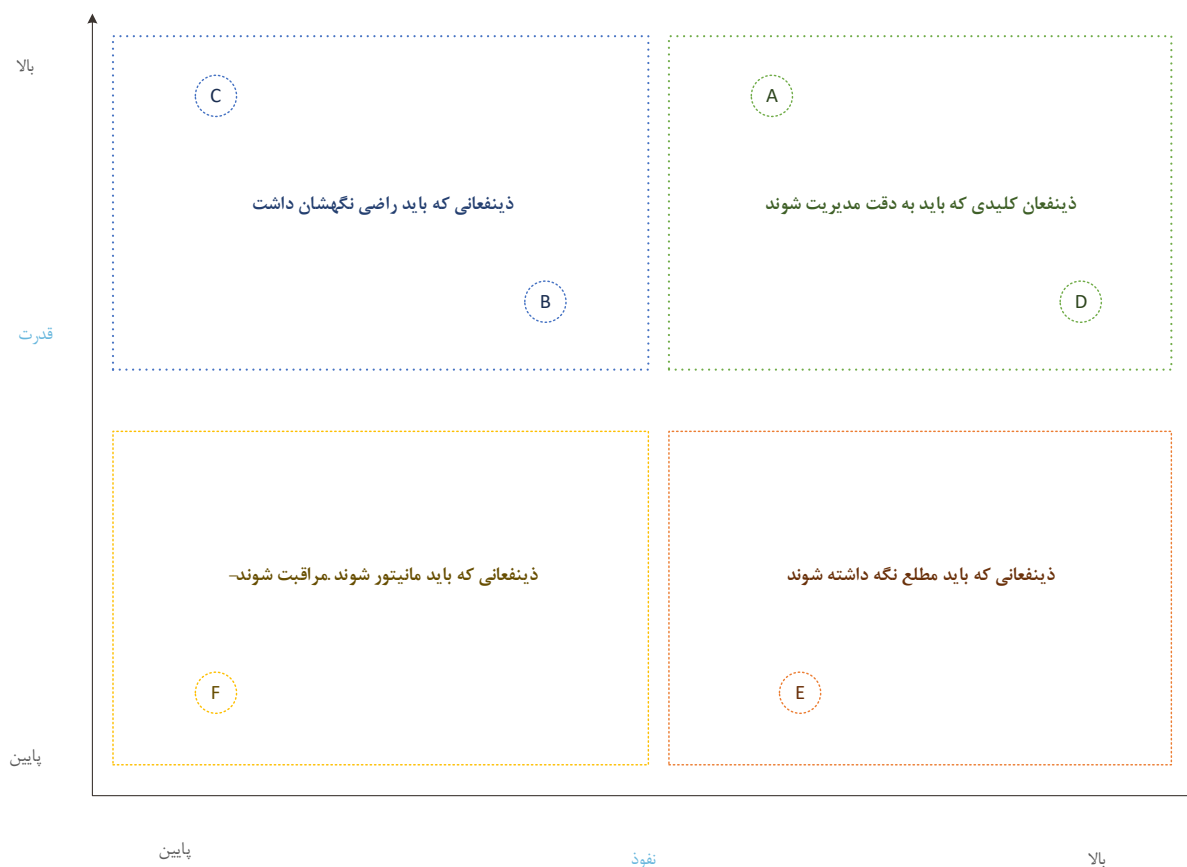 بالا
C
A
ذینفعانی که باید راضی نگهشان داشت
ذینفعان کلیدی که باید به دقت مدیریت شوند
B
D
قدرت
ذینفعانی که باید مانیتور شوند.مراقبت شوند–
ذینفعانی که باید مطلع نگه داشته شوند
F
E
پایین
پایین
نفوذ
بالا